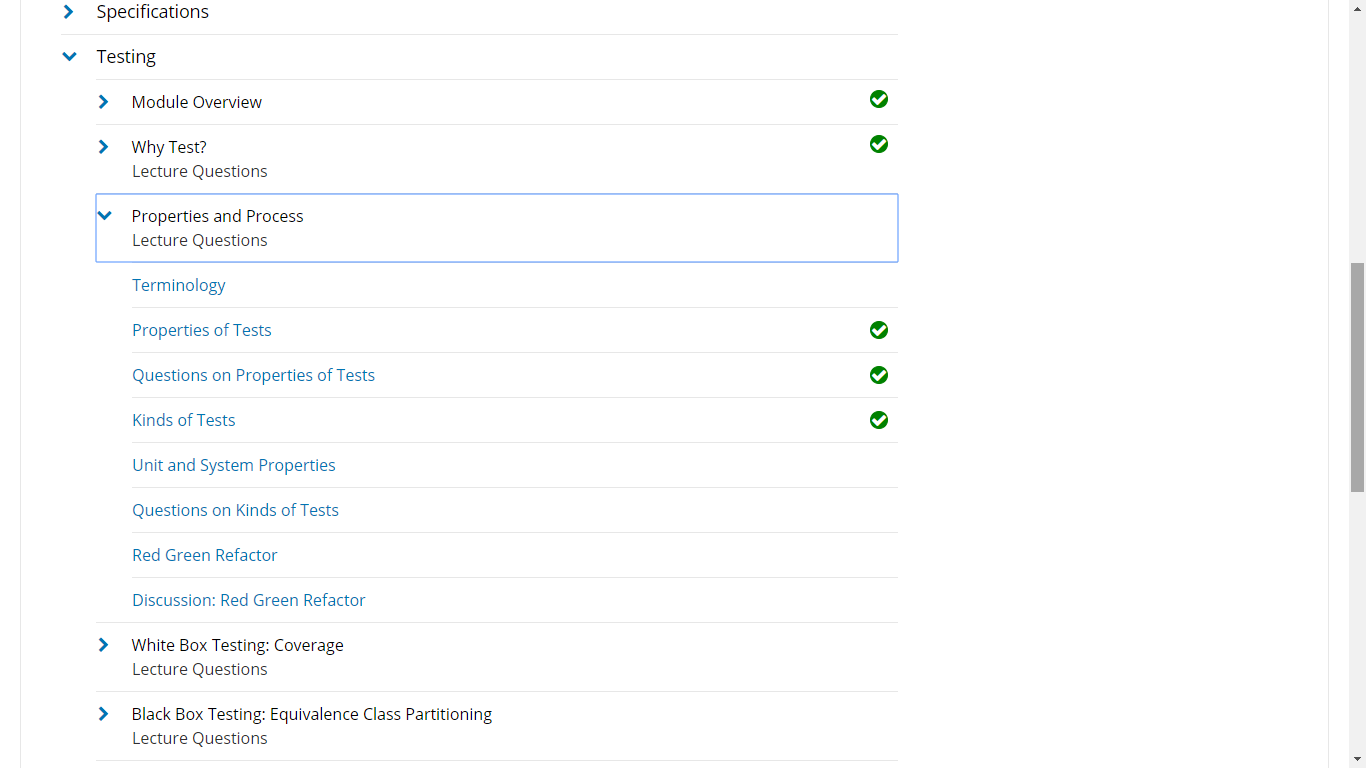 Specifications
Testing
Module Overview
Why Test?
Lecture Questions
Properties and Process
Lecture Questions
Terminology
Properties of Tests
Questions on Properties of Tests
Kinds of Tests
Unit and System Properties
Questions on Kinds of Tests
Red Green Refactor
Discussion: Red Green Refactor
White Box Testing: Coverage
Lecture Questions
Black Box Testing: Equivalence Class Partitioning
Lecture Questions